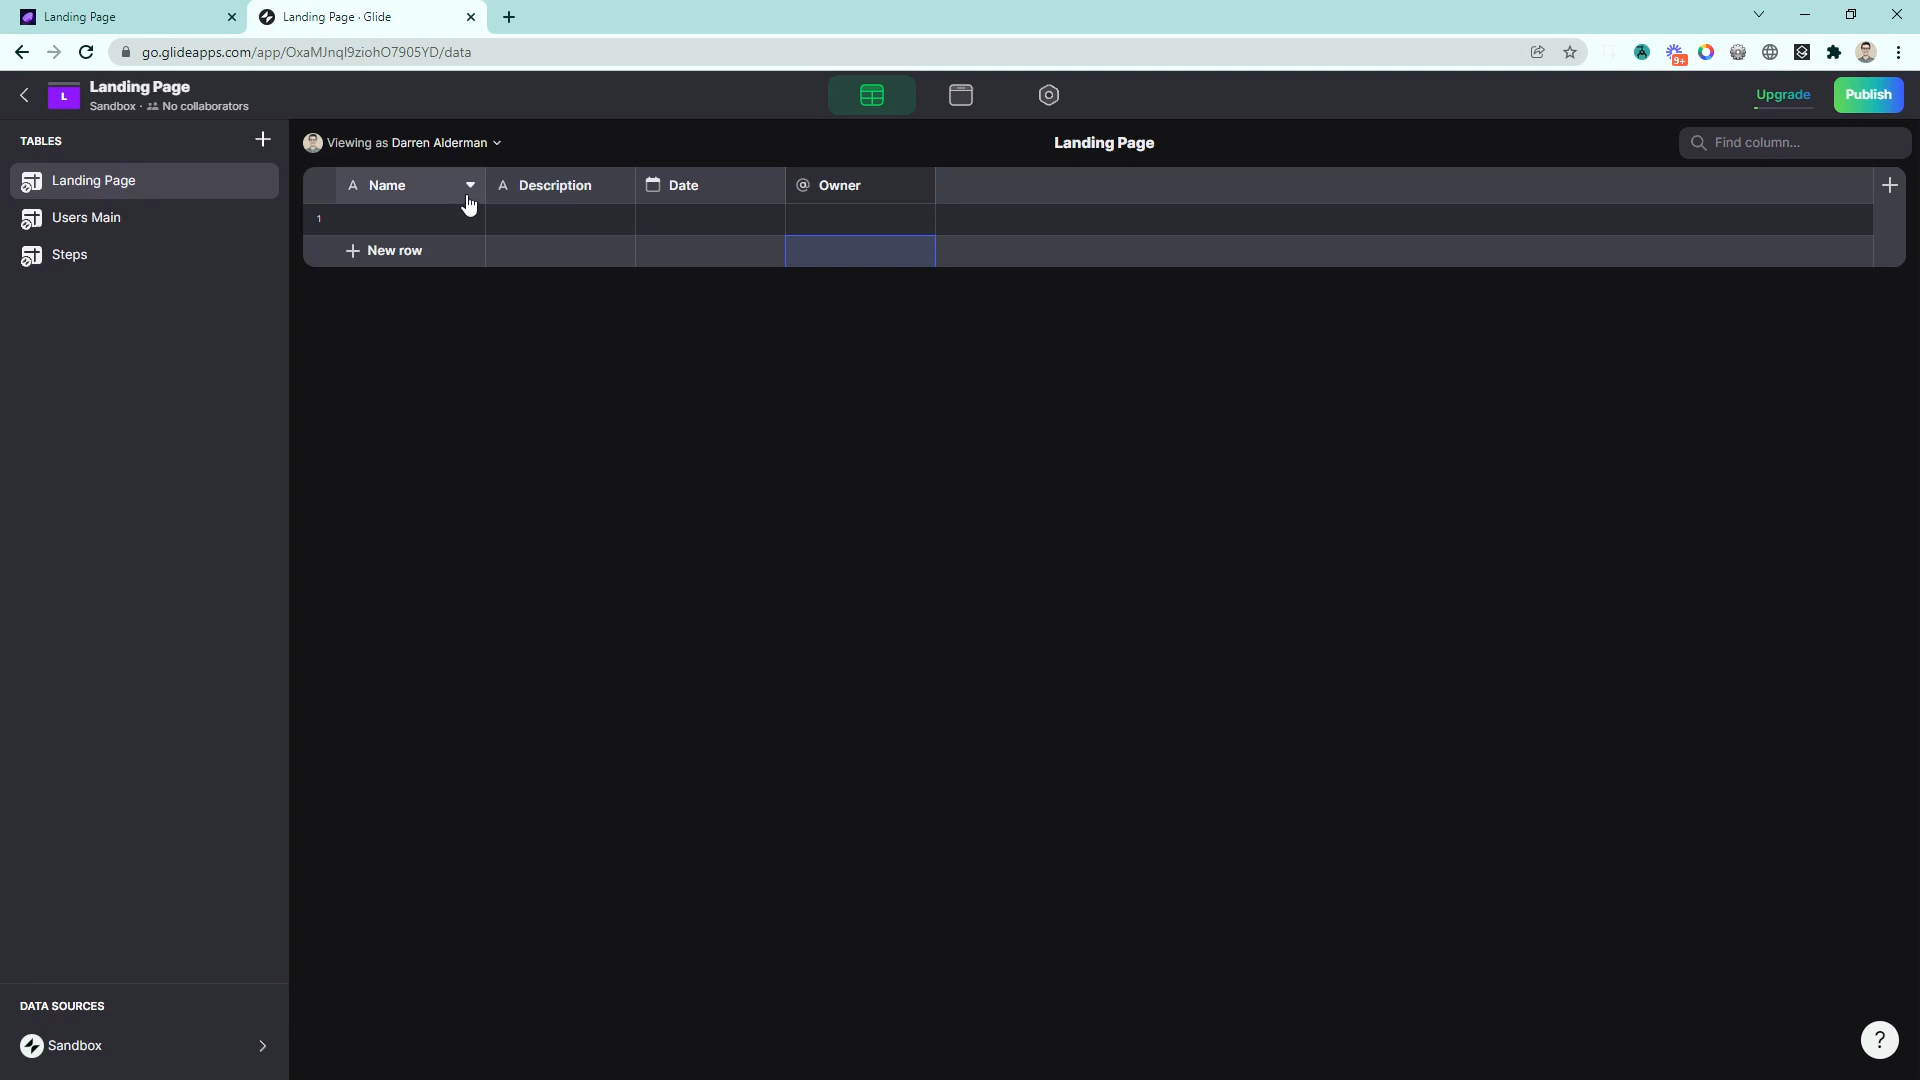 Landing Page
Landing Page · Glide
go.glideapps.com/app/OxaMJnql9ziohO7905YD/data
9+
L
Landing Page
Sandbox · No collaborators
Upgrade
Publish
TABLES
Landing Page
Users Main
Steps
Viewing as Darren Alderman
Landing Page
Find column...
A Name
A Description
Date
@ Owner
1
New row
DATA SOURCES
Sandbox
?